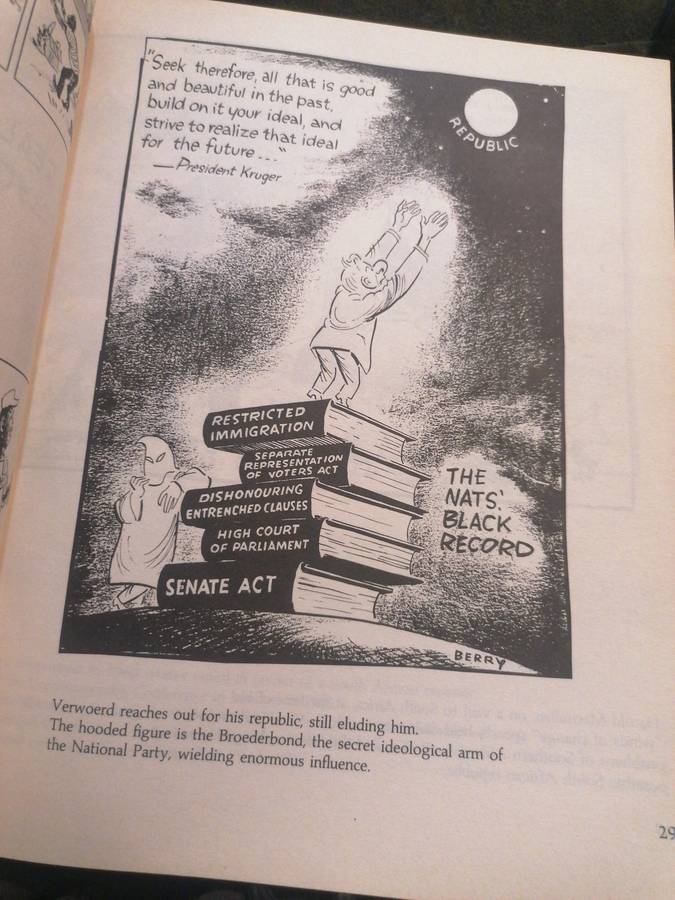 "Seek therefore, all that is good
and beautiful in the past,
build on it your ideal, and
strive to realize that ideal
for the future ..."
— President Kruger
REPUBLIC
RESTRICTED
IMMIGRATION
SEPARATE
REPRESENTATION
OF VOTERS ACT
DISHONOURING
ENTRENCHED CLAUSES
HIGH COURT
OF PARLIAMENT
SENATE ACT
THE
NATS'.
BLACK
RECORD
BERRY
Verwoerd reaches out for his republic, still eluding him.
The hooded figure is the Broederbond, the secret ideological arm of
the National Party, wielding enormous influence.
29